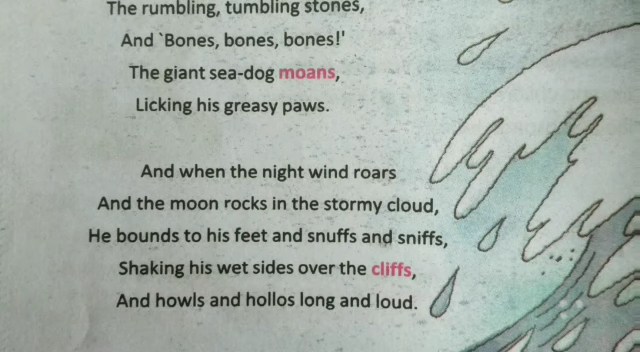 The rumbling, tumbling stones,
And `Bones, bones, bones!'
The giant sea-dog moans,
Licking his greasy paws.
And when the night wind roars
And the moon rocks in the stormy cloud,
He bounds to his feet and snuffs and sniffs,
Shaking his wet sides over the cliffs,
And howls and hollos long and loud.